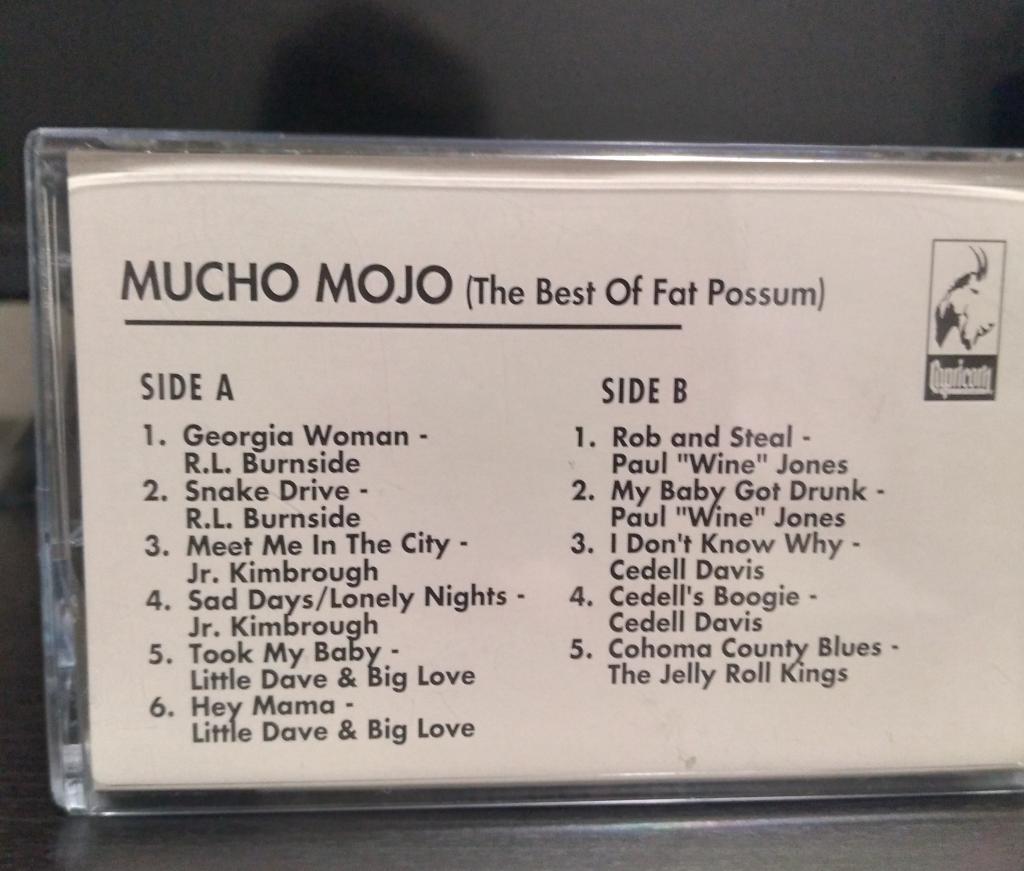 MUCHO MOJO (The Best Of Fat Possum)
Capricorn
SIDE A
1. Georgia Woman -
R.L. Burnside
2. Snake Drive -
R.L. Burnside
3. Meet Me In The City -
Jr. Kimbrough
4. Sad Days/Lonely Nights -
Jr. Kimbrough
5. Took My Baby -
Little Dave & Big Love
6. Hey Mama -
Little Dave & Big Love
SIDE B
1. Rob and Steal -
Paul "Wine" Jones
2. My Baby Got Drunk -
Paul "Wine" Jones
3. I Don't Know Why -
Cedell Davis
4. Cedell's Boogie -
Cedell Davis
5. Cohoma County Blues -
The Jelly Roll Kings